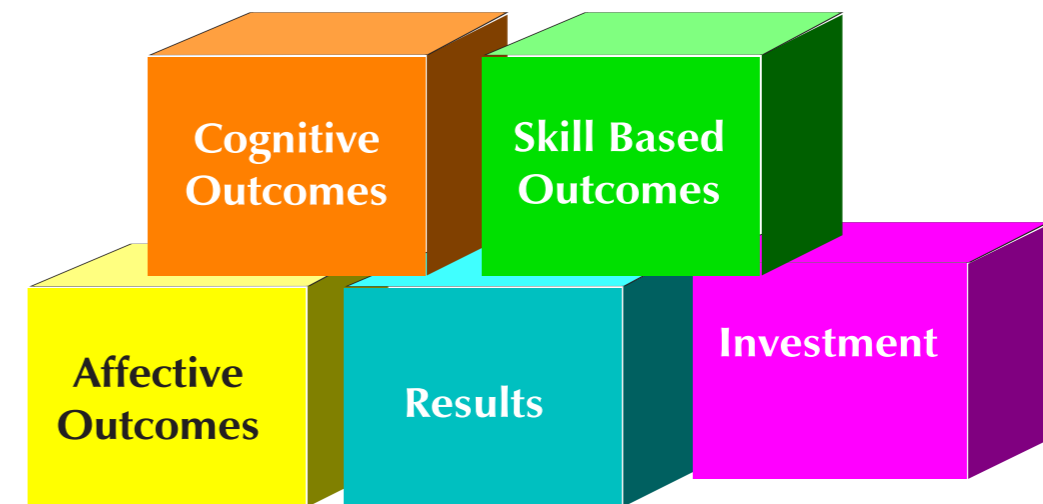 Cognitive
Outcomes
Skill Based
Outcomes
Affective
Outcomes
Results
Investment